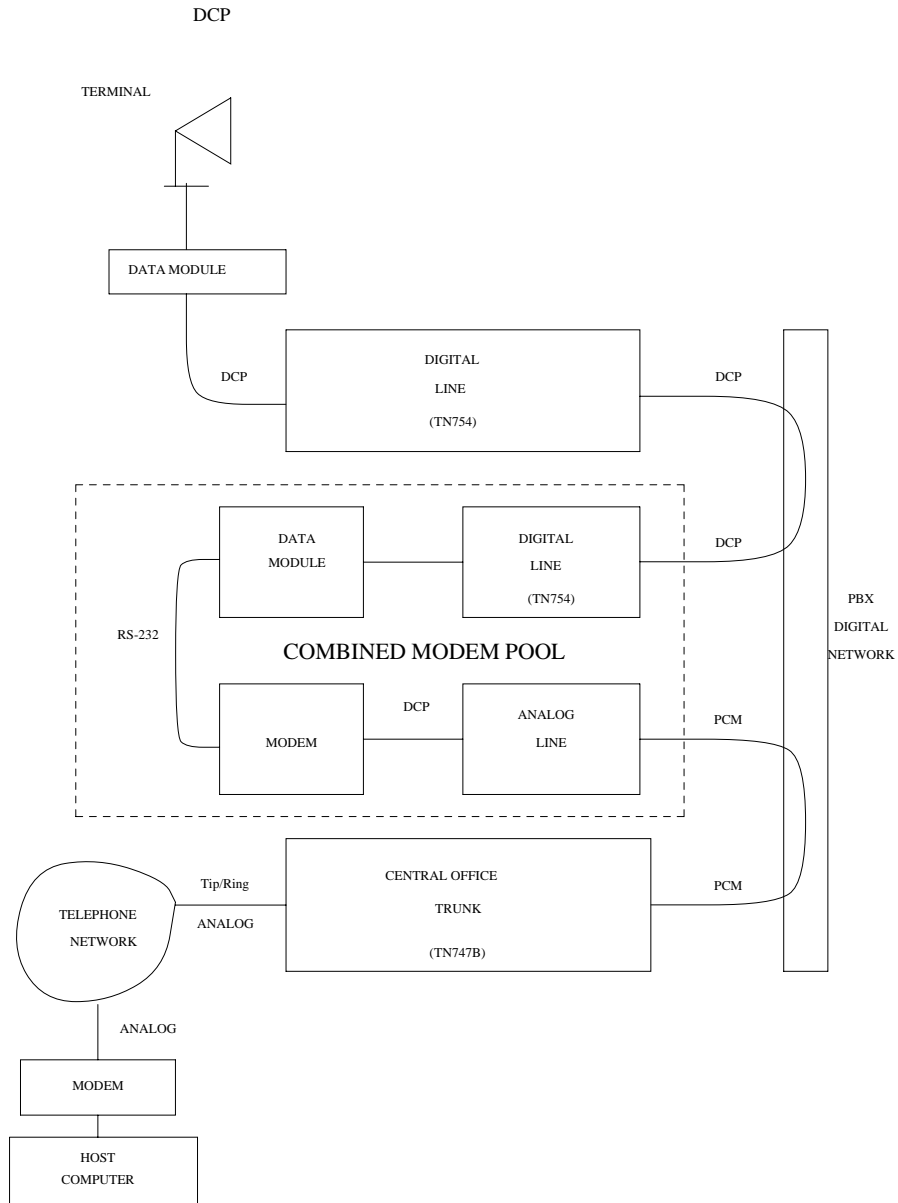 DCP
TERMINAL
DATA MODULE
DCP
DIGITAL
LINE
(TN754)
DCP
DATA
MODULE
DIGITAL
LINE
(TN754)
DCP
RS-232
COMBINED MODEM POOL
PBX
DIGITAL
NETWORK
MODEM
DCP
ANALOG
LINE
PCM
TELEPHONE
NETWORK
Tip/Ring
ANALOG
CENTRAL OFFICE
TRUNK
(TN747B)
PCM
ANALOG
MODEM
HOST
COMPUTER